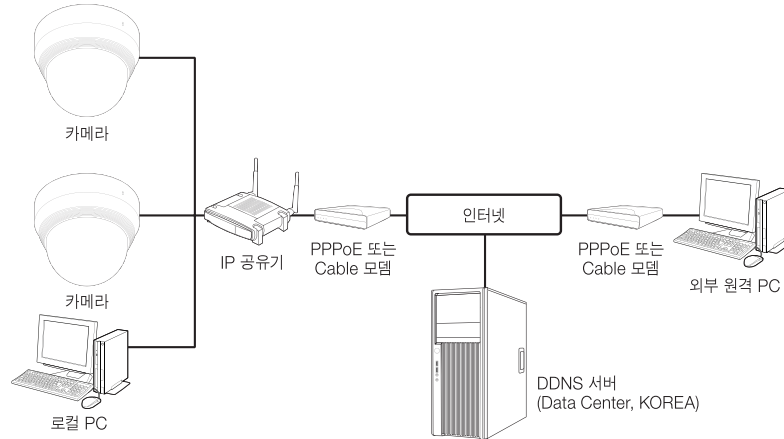 카메라
카메라
로컬 PC
IP 공유기
PPPoE 또는
Cable 모뎀
인터넷
PPPoE 또는
Cable 모뎀
외부 원격 PC
DDNS 서버
(Data Center, KOREA)